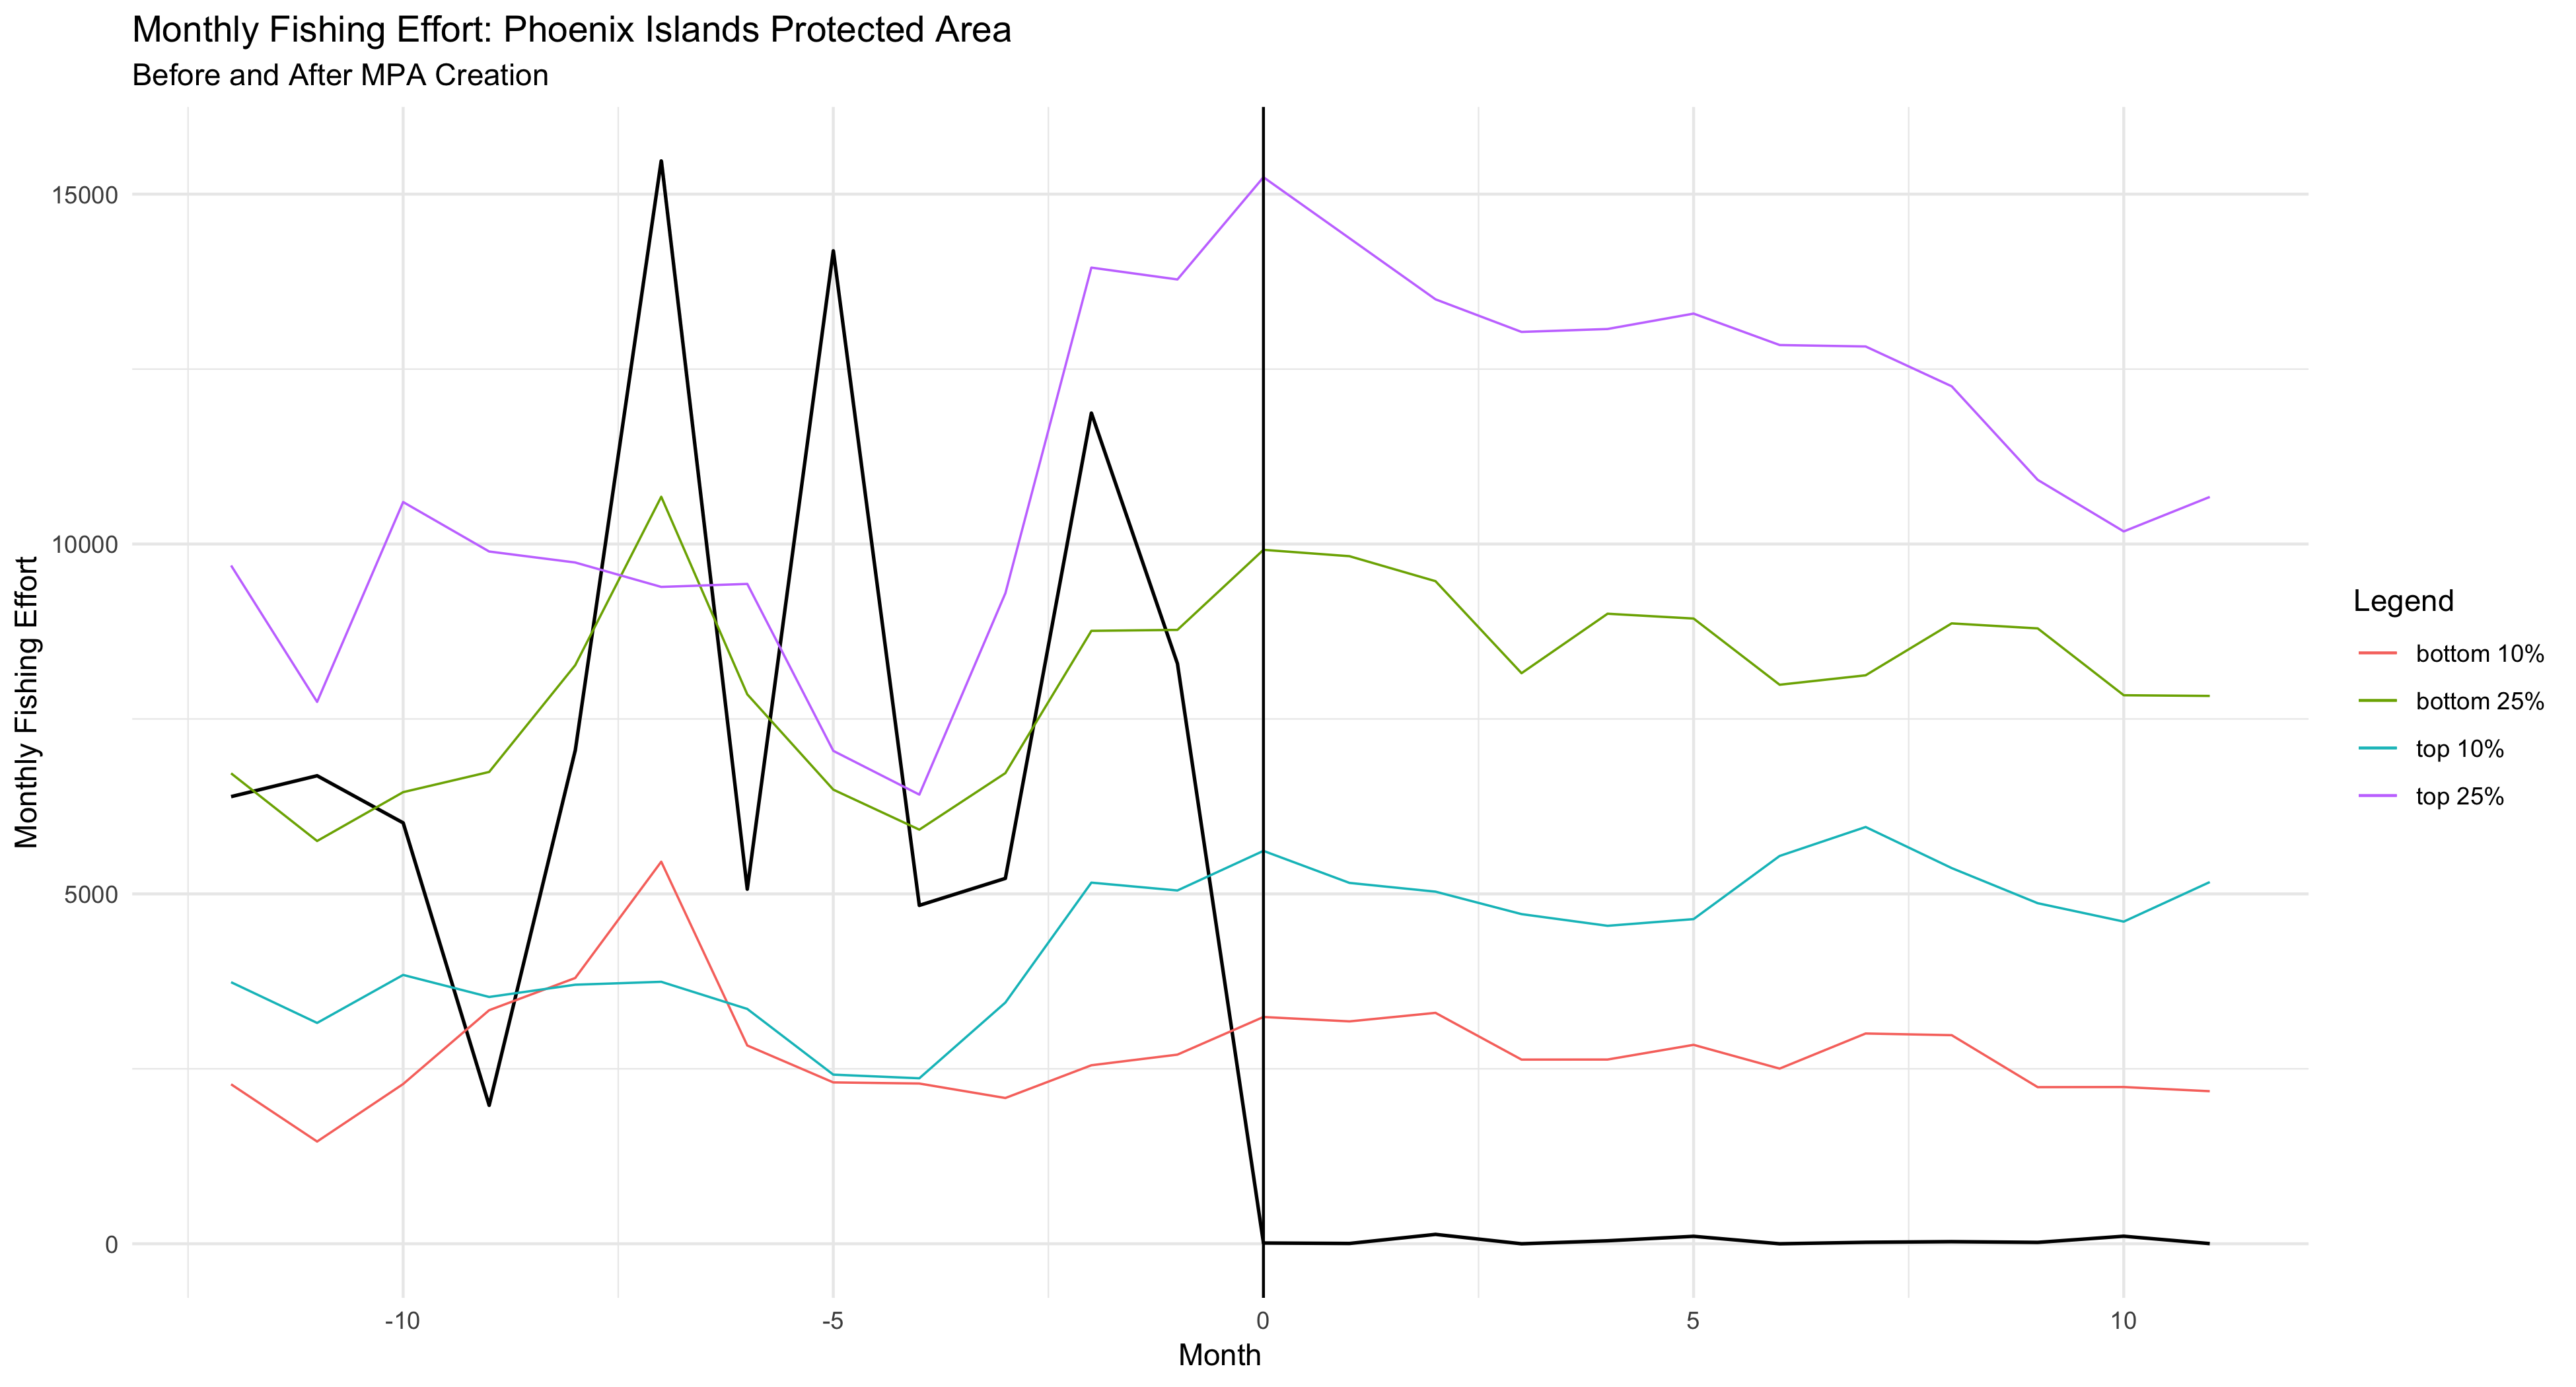 Monthly Fishing Effort: Phoenix Islands Protected Area
Before and After MPA Creation
Monthly Fishing Effort
15000
10000
5000
0
-10
-5
0
5
10
Month
Legend
bottom 10%
bottom 25%
top 10%
top 25%